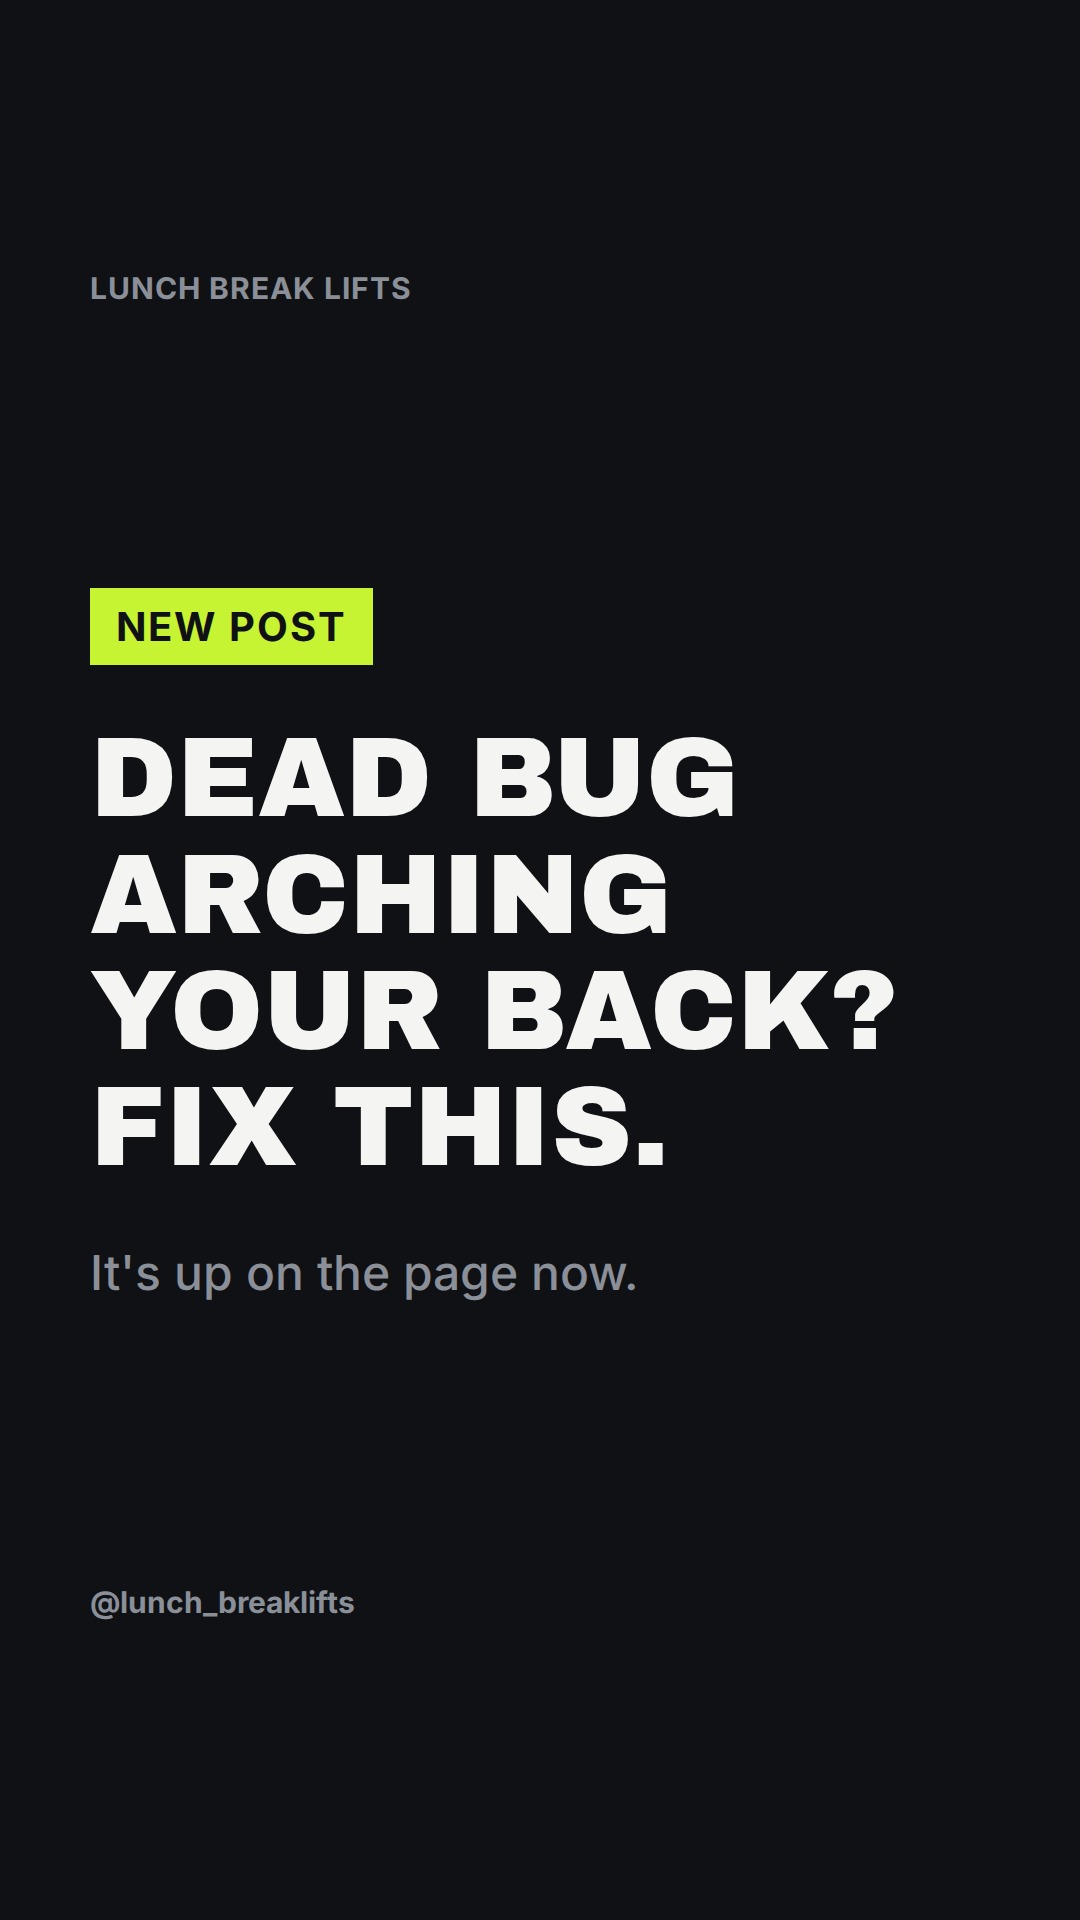 LUNCH BREAK LIFTS
NEW POST
DEAD BUG
ARCHING
YOUR BACK?
FIX THIS.
It's up on the page now.
@lunch_breaklifts